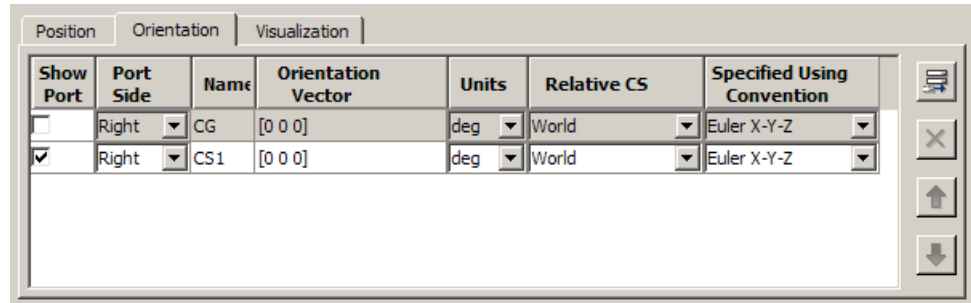 Position Orientation Visualization
Show Port Port Side Name Orientation Vector Units Relative CS Specified Using Convention
Right CG [0 0 0] deg World Euler X-Y-Z
Right CS1 [0 0 0] deg World Euler X-Y-Z